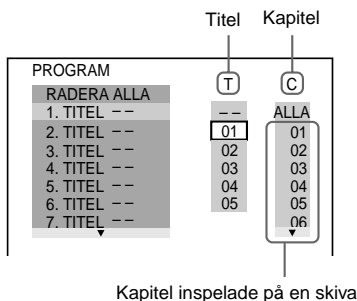 Titel Kapitel
PROGRAM
T C
RADERA ALLA
1. TITEL – – – – ALLA
2. TITEL – – 01 01
3. TITEL – – 02 02
4. TITEL – – 03 03
5. TITEL – – 04 04
6. TITEL – – 05 05
7. TITEL – – 06
Kapitel inspelade på en skiva